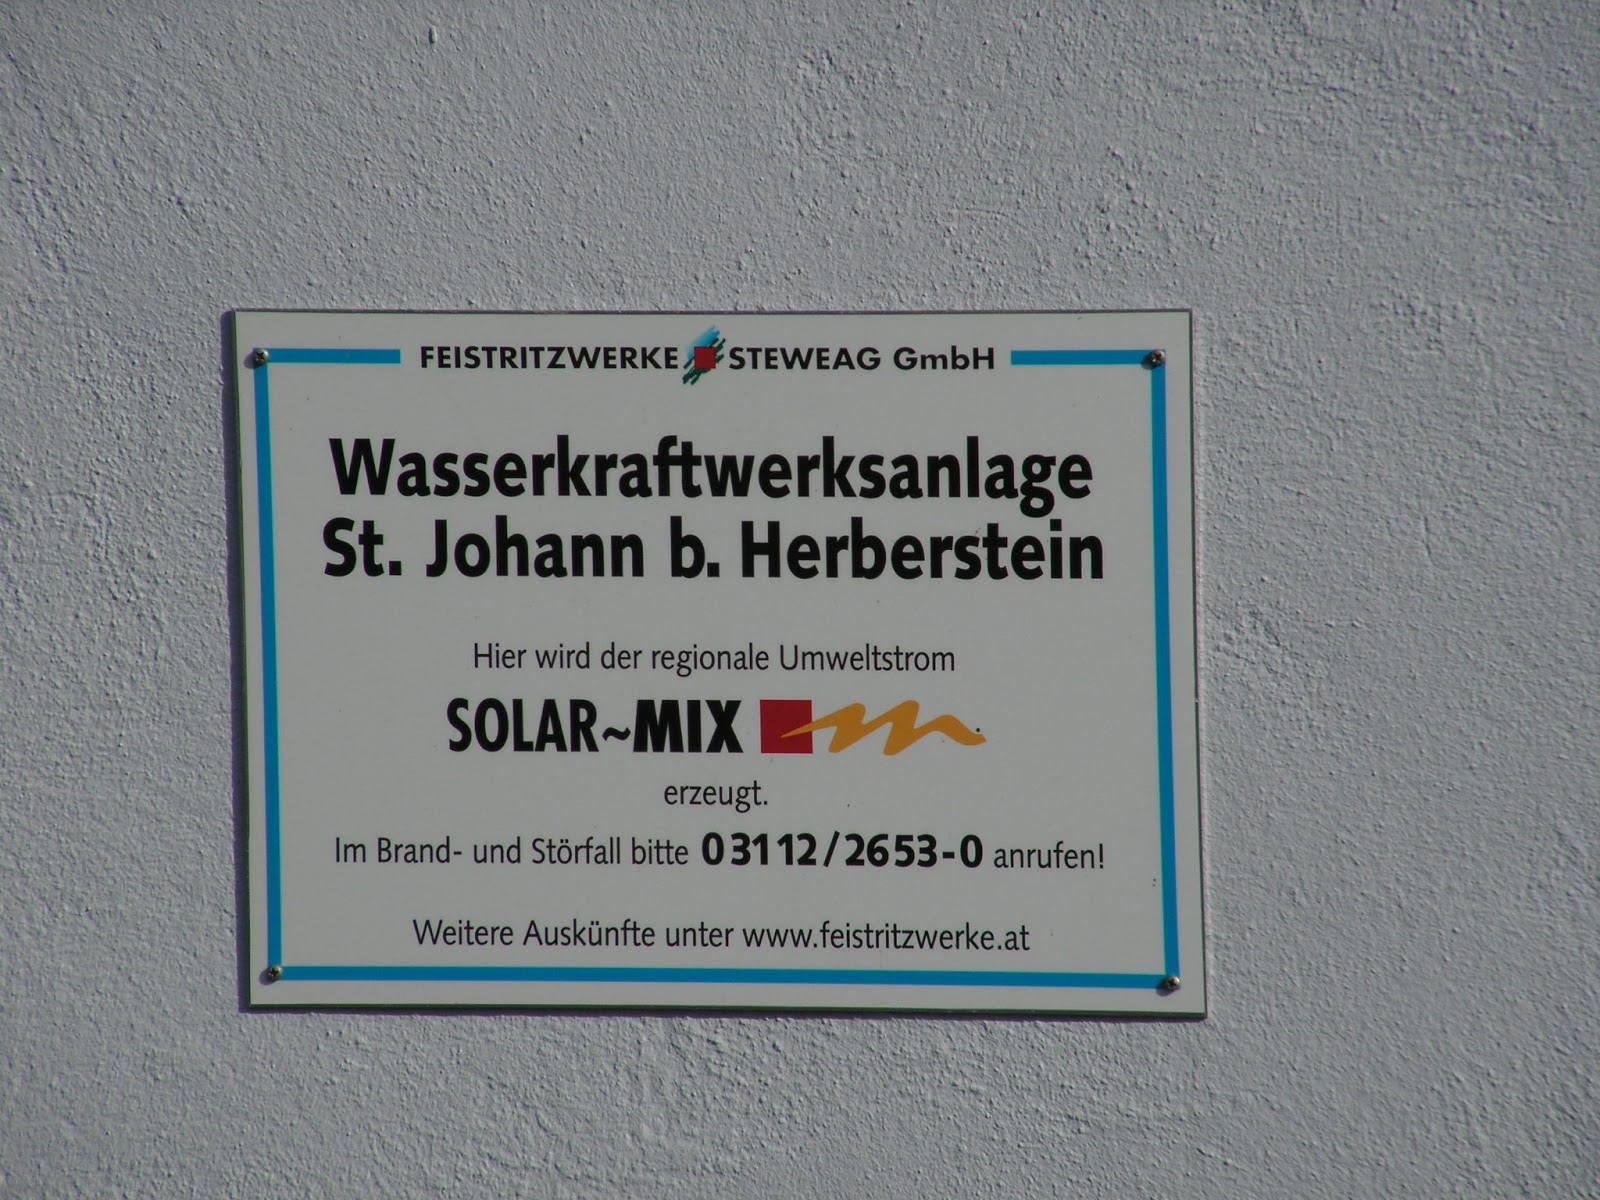 FEISTRITZWERKE STEWEAG GmbH
Wasserkraftwerksanlage
St. Johann b. Herberstein
Hier wird der regionale Umweltstrom
SOLAR~MIX
erzeugt.
Im Brand- und Störfall bitte 03112/2653-0 anrufen!
Weitere Auskünfte unter www.feistritzwerke.at